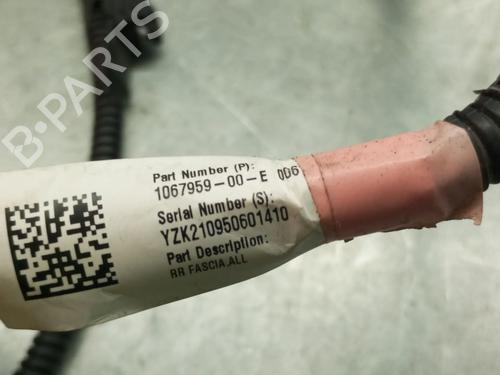 B-PARTS
Part Number (P):
1067959-00-E 006
Serial Number (S):
YZK210950601410
Part Description:
RR FASCIA,ALL